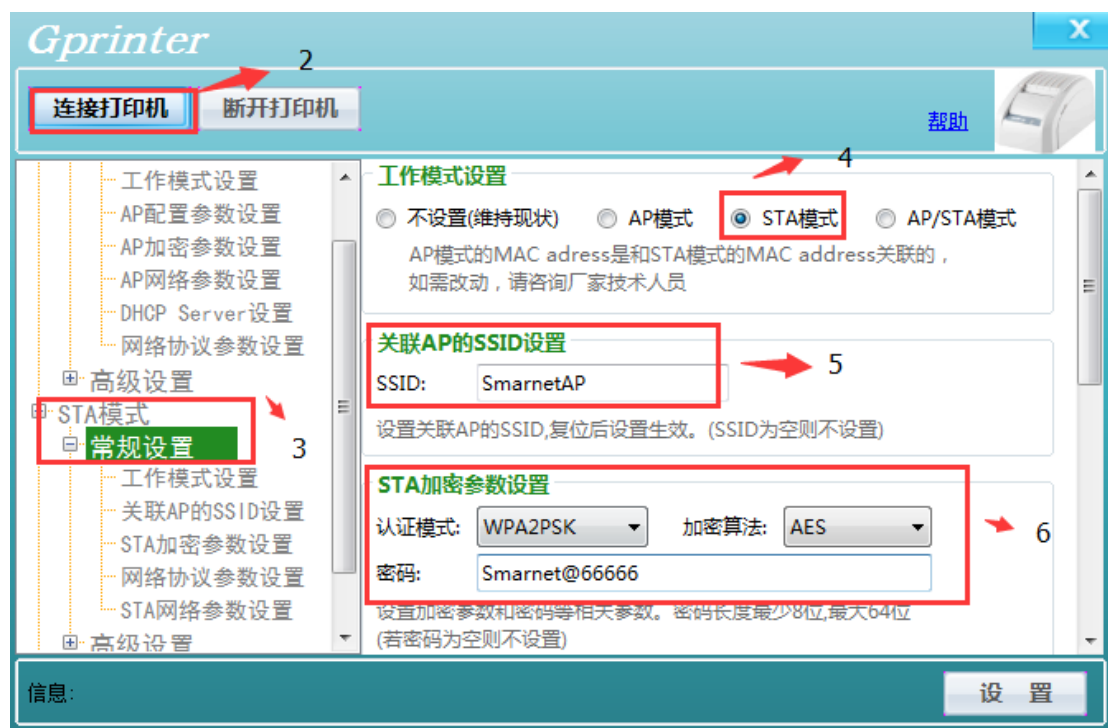 Gprinter
X
2
连接打印机
断开打印机
帮助
工作模式设置
AP配置参数设置
AP加密参数设置
AP网络参数设置
DHCP Server设置
网络协议参数设置
高级设置
STA模式
常规设置
3
工作模式设置
关联AP的SSID设置
STA加密参数设置
网络协议参数设置
STA网络参数设置
高级设置
4
工作模式设置
不设置(维持现状) AP模式 STA模式 AP/STA模式
AP模式的MAC adress是和STA模式的MAC address关联的，
如需改动，请咨询厂家技术人员
关联AP的SSID设置
5
SSID: SmarnetAP
设置关联AP的SSID,复位后设置生效。(SSID为空则不设置)
STA加密参数设置
认证模式: WPA2PSK 加密算法: AES
6
密码: Smarnet@66666
设置加密参数和密码等相关参数。密码长度最少8位,最大64位
(若密码为空则不设置)
信息:
设 置